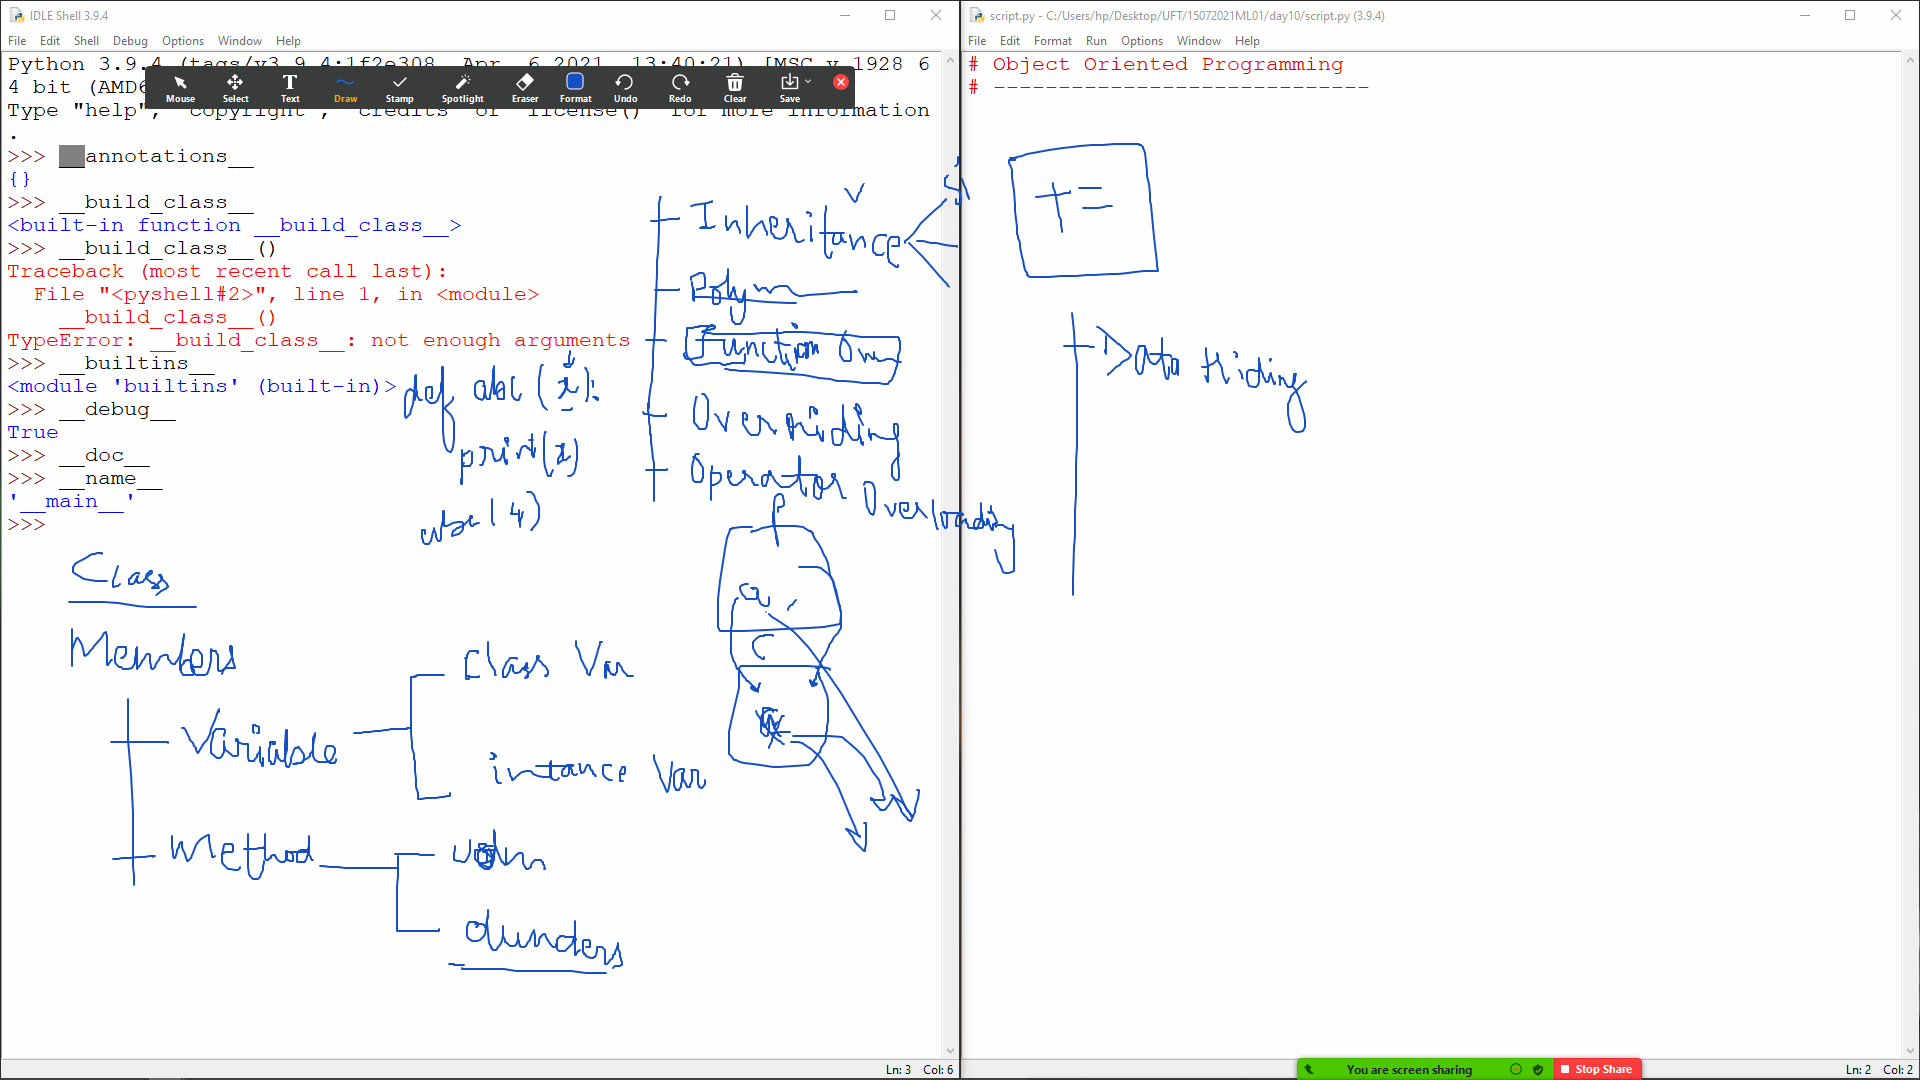 IDLE Shell 3.9.4
File Edit Shell Debug Options Window Help
Python 3.9.4 (tags/v3.9.4:1f2e308, Apr 6 2021, 13:40:21) [MSC v.1928 6
4 bit (AMD6
Mouse Select Text Draw Stamp Spotlight Eraser Format Undo Redo Clear Save
Type "help", "copyright", "credits" or "license()" for more information
.
>>> __annotations__
{}
>>> __build_class__
<built-in function __build_class__>
>>> __build_class__()
Traceback (most recent call last):
  File "<pyshell#2>", line 1, in <module>
    __build_class__()
TypeError: __build_class__: not enough arguments
>>> __builtins__
<module 'builtins' (built-in)>
>>> __debug__
True
>>> __doc__
>>> __name__
'__main__'
>>>
def abc (x):
print(x)
abc(4)
Inheritance
Polym
Function Over
Overriding
Operator Overloading
P
a
C
Class
Members
Variable
Class Var
intance Var
Method
dunders
Ln: 3 Col: 6
script.py - C:/Users/hp/Desktop/UFT/15072021ML01/day10/script.py (3.9.4)
File Edit Format Run Options Window Help
# Object Oriented Programming
# -----------------------------
+=
Data Hiding
You are screen sharing Stop Share
Ln: 2 Col: 2